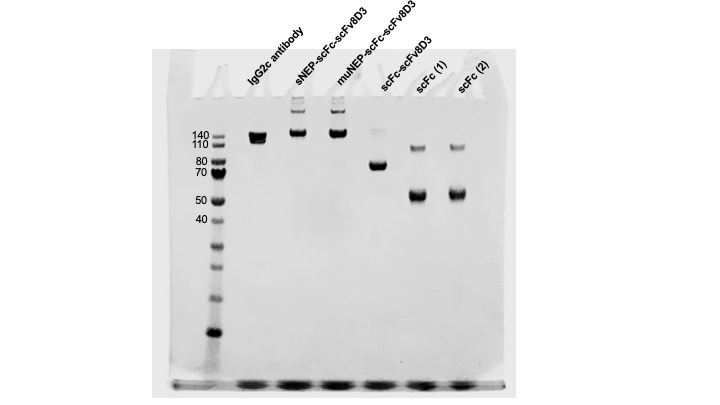 IgG2c antibody
sNEP-scFc-scFv8D3
muNEP-scFc-scFv8D3
scFc-scFv8D3
scFc (1)
scFc (2)
140
110
80
70
50
40